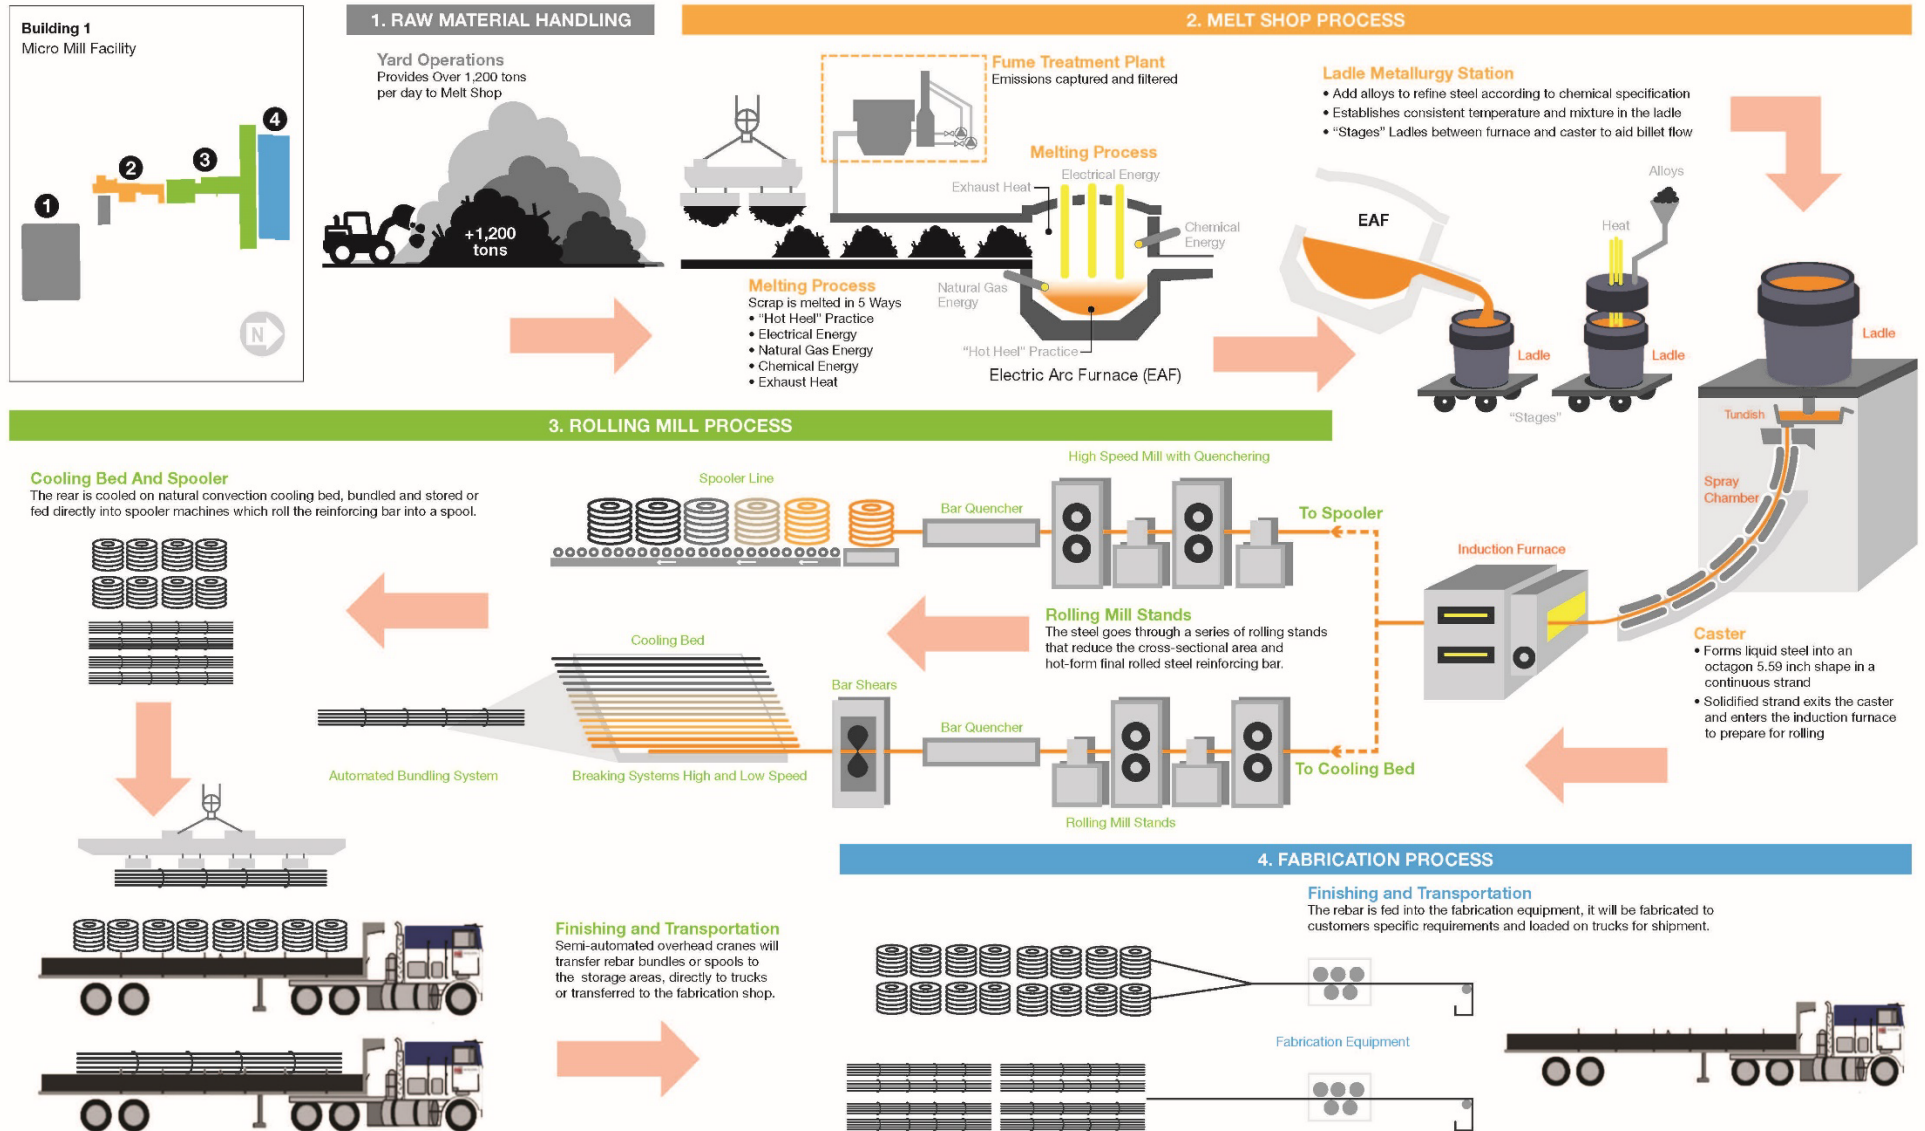 Building 1
Micro Mill Facility
1
2
3
4
N
1. RAW MATERIAL HANDLING
Yard Operations
Provides Over 1,200 tons
per day to Melt Shop
+1,200
tons
2. MELT SHOP PROCESS
Fume Treatment Plant
Emissions captured and filtered
Melting Process
Electrical Energy
Exhaust Heat
Chemical
Energy
Natural Gas
Energy
"Hot Heel" Practice
Electric Arc Furnace (EAF)
Melting Process
Scrap is melted in 5 Ways
• "Hot Heel" Practice
• Electrical Energy
• Natural Gas Energy
• Chemical Energy
• Exhaust Heat
Ladle Metallurgy Station
• Add alloys to refine steel according to chemical specification
• Establishes consistent temperature and mixture in the ladle
• "Stages" Ladles between furnace and caster to aid billet flow
EAF
Alloys
Heat
Ladle
Ladle
"Stages"
Ladle
Tundish
Spray
Chamber
Caster
• Forms liquid steel into an
octagon 5.59 inch shape in a
continuous strand
• Solidified strand exits the caster
and enters the induction furnace
to prepare for rolling
3. ROLLING MILL PROCESS
Induction Furnace
To Spooler
High Speed Mill with Quenchering
Bar Quencher
Spooler Line
Rolling Mill Stands
The steel goes through a series of rolling stands
that reduce the cross-sectional area and
hot-form final rolled steel reinforcing bar.
To Cooling Bed
Rolling Mill Stands
Bar Quencher
Bar Shears
Cooling Bed
Breaking Systems High and Low Speed
Automated Bundling System
Cooling Bed And Spooler
The rear is cooled on natural convection cooling bed, bundled and stored or
fed directly into spooler machines which roll the reinforcing bar into a spool.
Finishing and Transportation
Semi-automated overhead cranes will
transfer rebar bundles or spools to
the storage areas, directly to trucks
or transferred to the fabrication shop.
4. FABRICATION PROCESS
Finishing and Transportation
The rebar is fed into the fabrication equipment, it will be fabricated to
customers specific requirements and loaded on trucks for shipment.
Fabrication Equipment